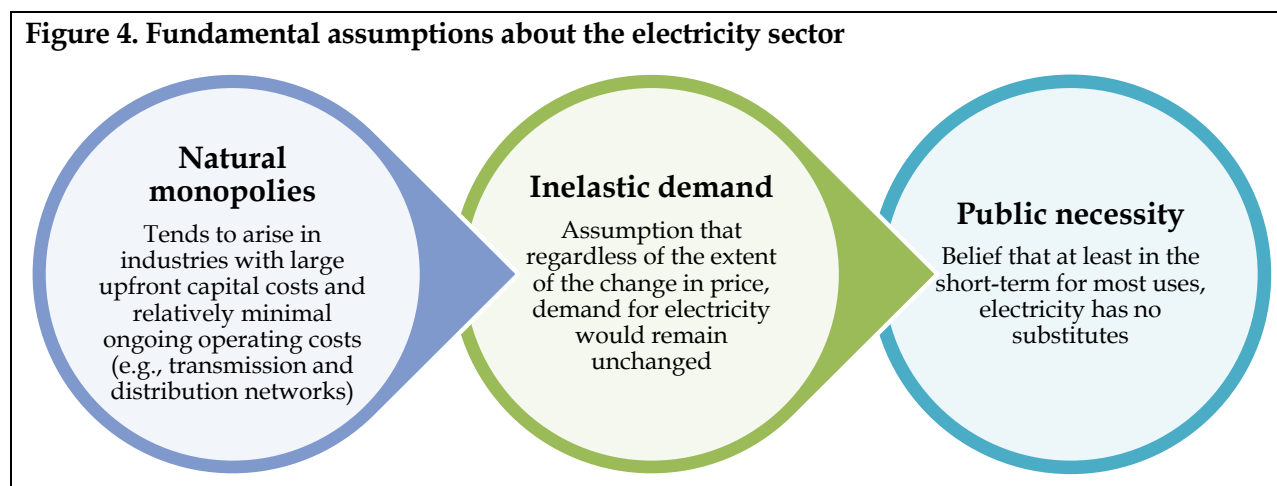 Figure 4. Fundamental assumptions about the electricity sector
Natural
monopolies
Tends to arise in
industries with large
upfront capital costs and
relatively minimal
ongoing operating costs
(e.g., transmission and
distribution networks)
Inelastic demand
Assumption that
regardless of the extent
of the change in price,
demand for electricity
would remain
unchanged
Public necessity
Belief that at least in the
short-term for most uses,
electricity has no
substitutes